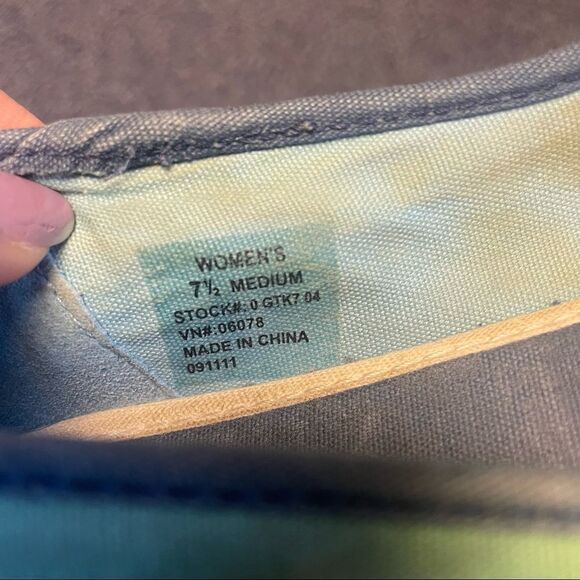 WOMEN'S
7½ MEDIUM
STOCK#: 0 GTK7 04
VN#:06078
MADE IN CHINA
091111